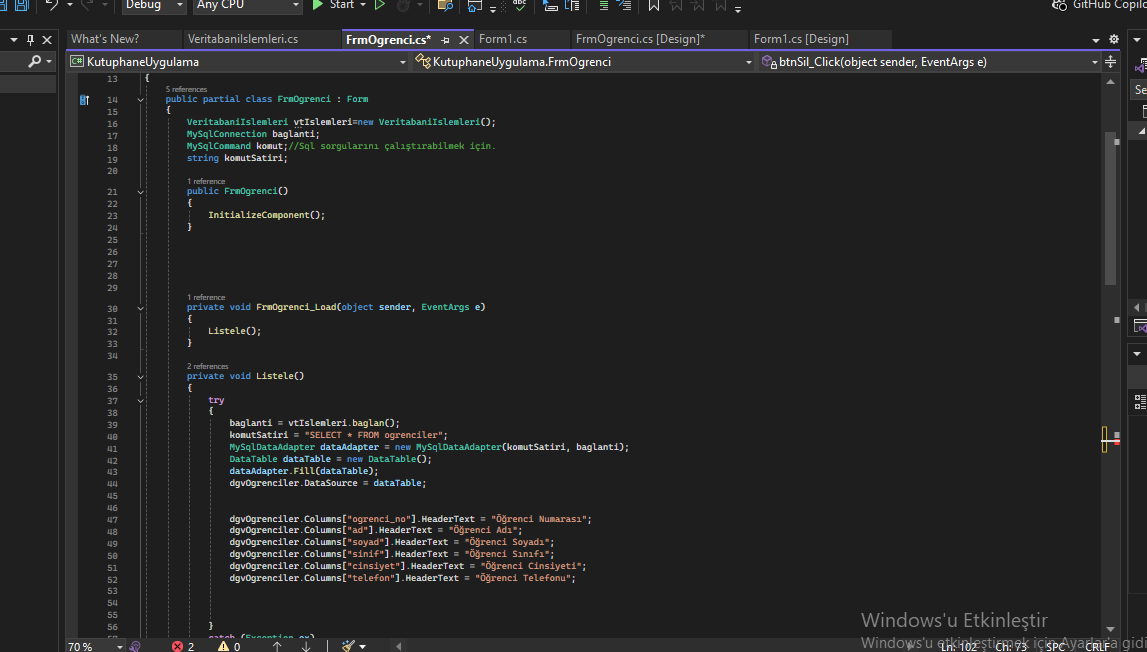 Debug Any CPU Start GitHub Copilo
What's New? VeritabaniIslemleri.cs FrmOgrenci.cs* Form1.cs FrmOgrenci.cs [Design]* Form1.cs [Design]
C# KutuphaneUygulama KutuphaneUygulama.FrmOgrenci btnSil_Click(object sender, EventArgs e)
Se
13 {
5 references
14 public partial class FrmOgrenci : Form
15 {
16 VeritabaniIslemleri vtIslemleri=new VeritabaniIslemleri();
17 MySqlConnection baglanti;
18 MySqlCommand komut;//Sql sorgularını çalıştırabilmek için.
19 string komutSatiri;
20
1 reference
21 public FrmOgrenci()
22 {
23 InitializeComponent();
24 }
25
26
27
28
29
1 reference
30 private void FrmOgrenci_Load(object sender, EventArgs e)
31 {
32 Listele();
33 }
34
2 references
35 private void Listele()
36 {
37 try
38 {
39 baglanti = vtIslemleri.baglan();
40 komutSatiri = "SELECT * FROM ogrenciler";
41 MySqlDataAdapter dataAdapter = new MySqlDataAdapter(komutSatiri, baglanti);
42 DataTable dataTable = new DataTable();
43 dataAdapter.Fill(dataTable);
44 dgvOgrenciler.DataSource = dataTable;
45
46
47 dgvOgrenciler.Columns["ogrenci_no"].HeaderText = "Öğrenci Numarası";
48 dgvOgrenciler.Columns["ad"].HeaderText = "Öğrenci Adı";
49 dgvOgrenciler.Columns["soyad"].HeaderText = "Öğrenci Soyadı";
50 dgvOgrenciler.Columns["sinif"].HeaderText = "Öğrenci Sınıfı";
51 dgvOgrenciler.Columns["cinsiyet"].HeaderText = "Öğrenci Cinsiyeti";
52 dgvOgrenciler.Columns["telefon"].HeaderText = "Öğrenci Telefonu";
53
54
55
56 }
57 catch (Exception ex)
Windows'u Etkinleştir
Windows'u etkinleştirmek için Ayarlar'a gidi
70 % 2 0 Ln: 102 Ch: 73 SPC CRLF